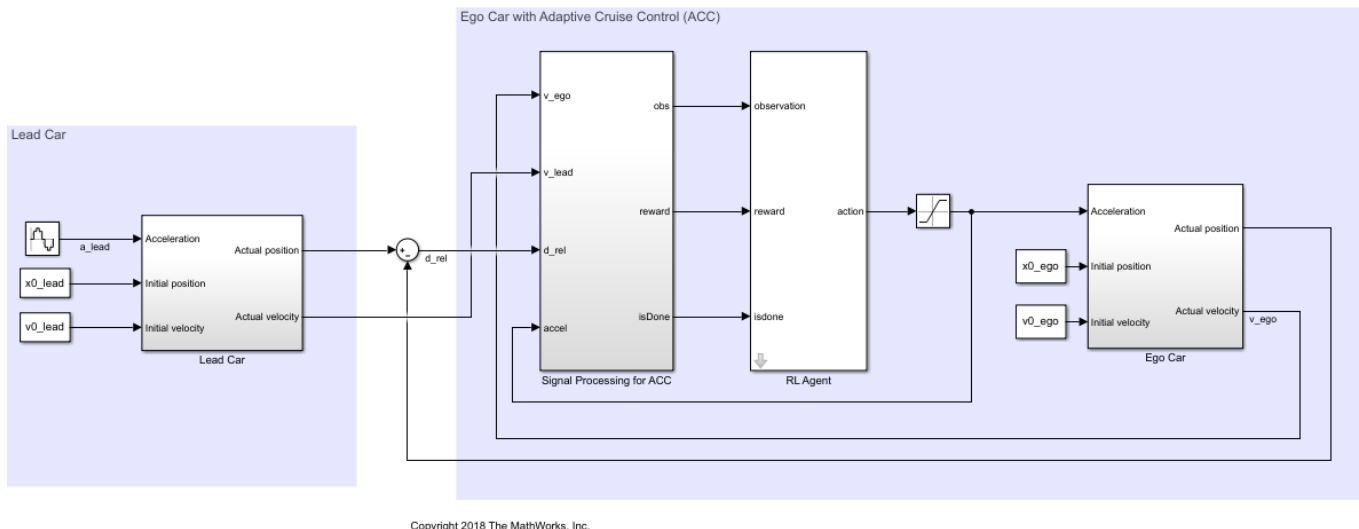 Ego Car with Adaptive Cruise Control (ACC)
Lead Car
a_lead
x0_lead
v0_lead
Acceleration
Initial position
Initial velocity
Actual position
Actual velocity
Lead Car
+
-
d_rel
v_ego
v_lead
d_rel
accel
obs
reward
isDone
Signal Processing for ACC
observation
reward
isdone
action
RL Agent
x0_ego
v0_ego
Acceleration
Initial position
Initial velocity
Actual position
Actual velocity
Ego Car
v_ego
Copyright 2018 The MathWorks, Inc.